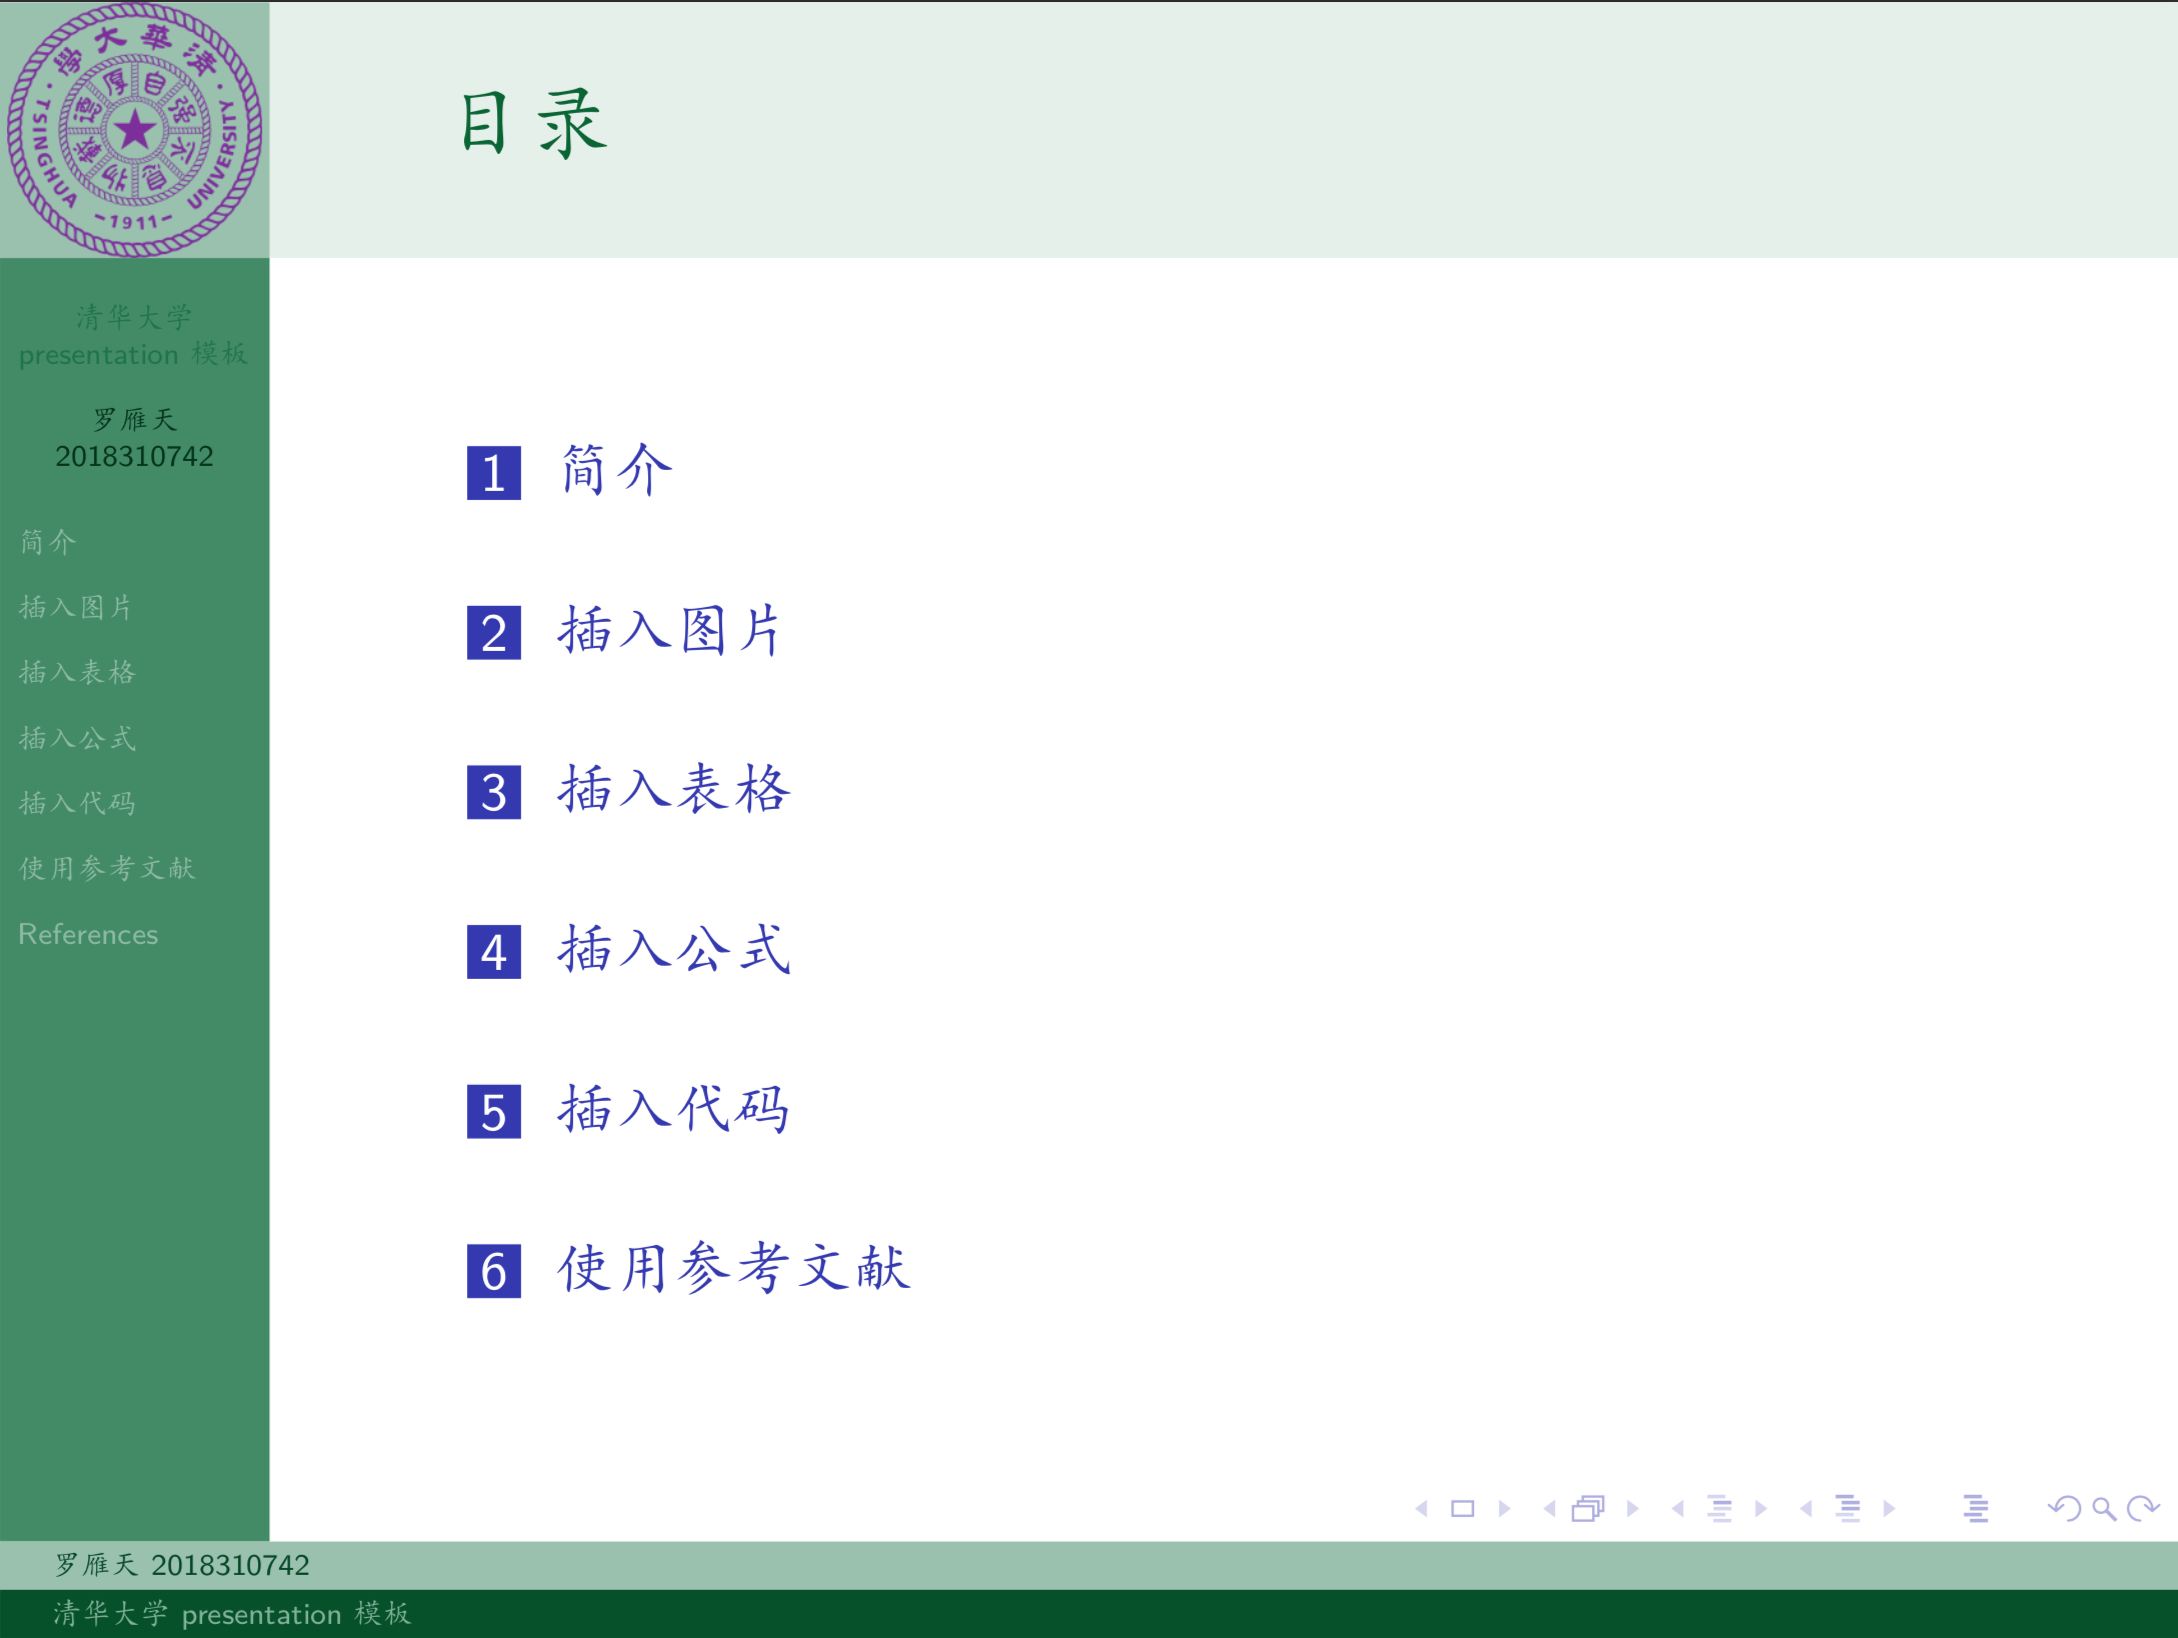 學大華清
TSINGHUA UNIVERSITY
自强不息
厚德載物
-1911-
目录
清华大学
presentation 模板
罗雁天
2018310742
简介
插入图片
插入表格
插入公式
插入代码
使用参考文献
References
1 简介
2 插入图片
3 插入表格
4 插入公式
5 插入代码
6 使用参考文献
罗雁天 2018310742
清华大学 presentation 模板